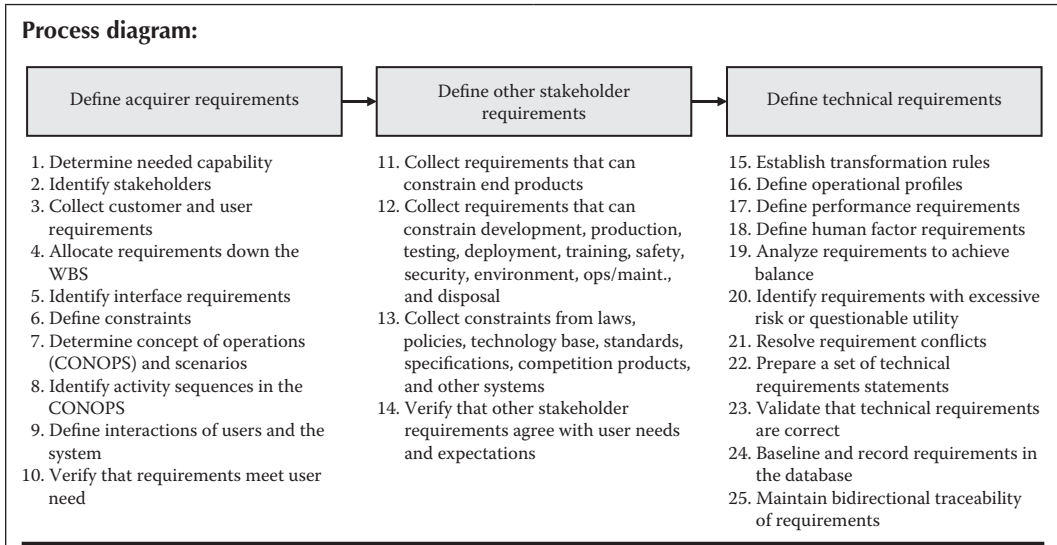 Process diagram:
Define acquirer requirements
Define other stakeholder
requirements
Define technical requirements
1. Determine needed capability
2. Identify stakeholders
3. Collect customer and user
requirements
4. Allocate requirements down the
WBS
5. Identify interface requirements
6. Define constraints
7. Determine concept of operations
(CONOPS) and scenarios
8. Identify activity sequences in the
CONOPS
9. Define interactions of users and the
system
10. Verify that requirements meet user
need
11. Collect requirements that can
constrain end products
12. Collect requirements that can
constrain development, production,
testing, deployment, training, safety,
security, environment, ops/maint.,
and disposal
13. Collect constraints from laws,
policies, technology base, standards,
specifications, competition products,
and other systems
14. Verify that other stakeholder
requirements agree with user needs
and expectations
15. Establish transformation rules
16. Define operational profiles
17. Define performance requirements
18. Define human factor requirements
19. Analyze requirements to achieve
balance
20. Identify requirements with excessive
risk or questionable utility
21. Resolve requirement conflicts
22. Prepare a set of technical
requirements statements
23. Validate that technical requirements
are correct
24. Baseline and record requirements in
the database
25. Maintain bidirectional traceability
of requirements